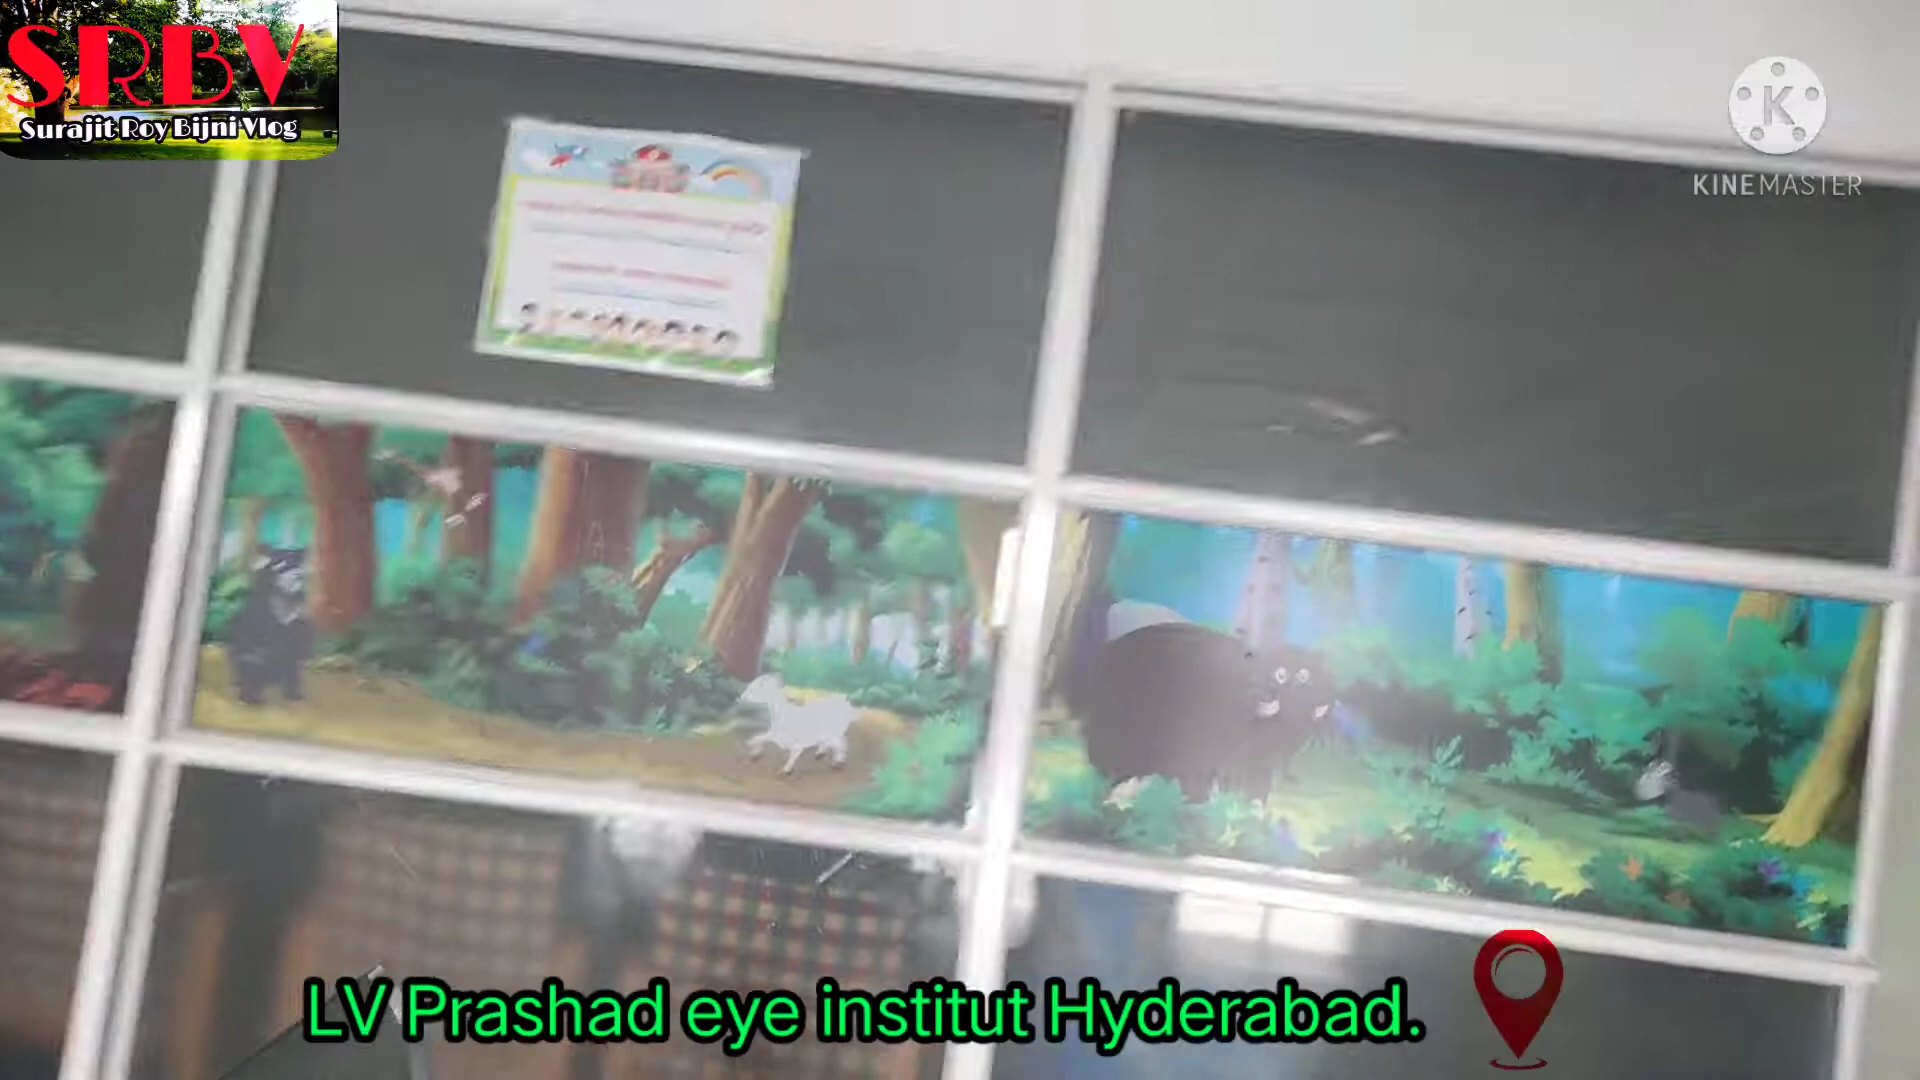 SRBV
Surajit Roy Bijni Vlog
K
KINEMASTER
LV Prashad eye institut Hyderabad.